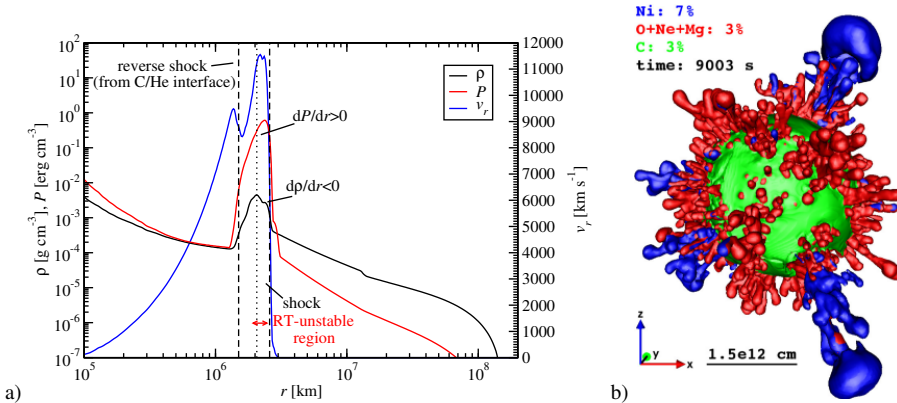 10^2
10^1
10^0
10^-1
10^-2
10^-3
10^-4
10^-5
10^-6
10^-7
ρ [g cm^-3], P [erg cm^-3]
reverse shock
(from C/He interface)
ρ
P
v_r
dP/dr>0
dρ/dr<0
shock
RT-unstable
region
12000
11000
10000
9000
8000
7000
6000
5000
4000
3000
2000
1000
0
v_r [km s^-1]
10^5
10^6
10^7
10^8
r [km]
a)
Ni: 7%
O+Ne+Mg: 3%
C: 3%
time: 9003 s
z
y
x
1.5e12 cm
b)